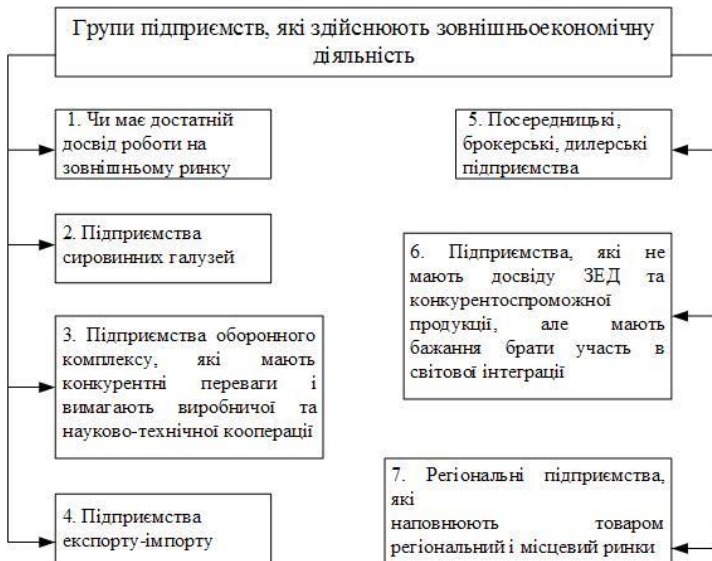 Групи підприємств, які здійснюють зовнішньоекономічну
діяльність
1. Чи має достатній
досвід роботи на
зовнішньому ринку
2. Підприємства
сировинних галузей
3. Підприємства оборонного
комплексу, які мають
конкурентні переваги і
вимагають виробничої та
науково-технічної кооперації
4. Підприємства
експорту-імпорту
5. Посередницькі,
брокерські, дилерські
підприємства
6. Підприємства, які не
мають досвіду ЗЕД та
конкурентоспроможної
продукції, але мають
бажання брати участь в
світової інтеграції
7. Регіональні підприємства,
які
наповнюють товаром
регіональний і місцевий ринки